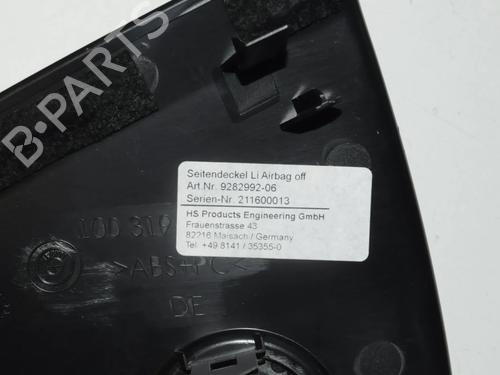 B-PARTS
Seitendeckel Li Airbag off
Art.Nr. 9282992-06
Serien-Nr. 211600013
HS Products Engineering GmbH
Frauenstrasse 43
82216 Maisach / Germany
Tel. +49 8141 / 35355-0
>ABS+PC<
DE